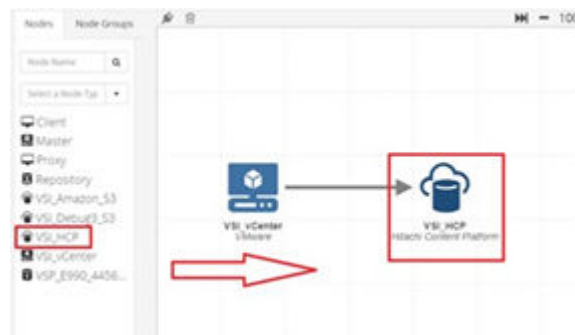 Nodes Node Groups
Node Name
Select a Node Typ
Client
Master
Proxy
Repository
VSI_Amazon_S3
VSI_Debug3_S3
VSI_HCP
VSI_vCenter
VSP_E990_4456...
100
VSI_vCenter
VMware
VSI_HCP
Hitachi Content Platform